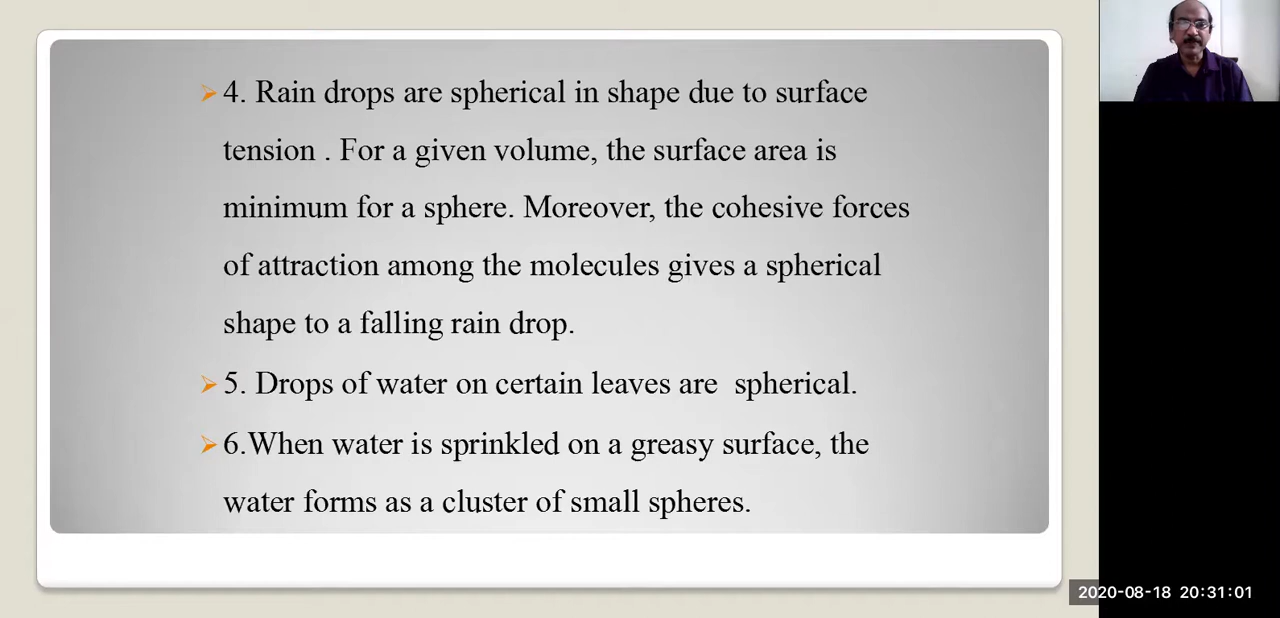 4. Rain drops are spherical in shape due to surface
tension . For a given volume, the surface area is
minimum for a sphere. Moreover, the cohesive forces
of attraction among the molecules gives a spherical
shape to a falling rain drop.
5. Drops of water on certain leaves are  spherical.
6.When water is sprinkled on a greasy surface, the
water forms as a cluster of small spheres.
2020-08-18 20:31:01